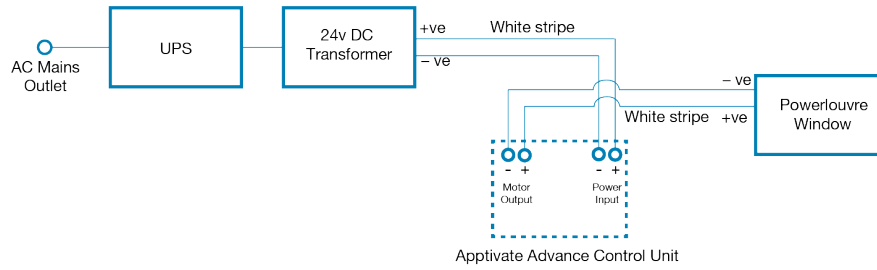 AC Mains
Outlet
UPS
24v DC
Transformer
+ve
White stripe
– ve
– ve
White stripe
+ve
Powerlouvre
Window
- +
Motor
Output
- +
Power
Input
Apptivate Advance Control Unit